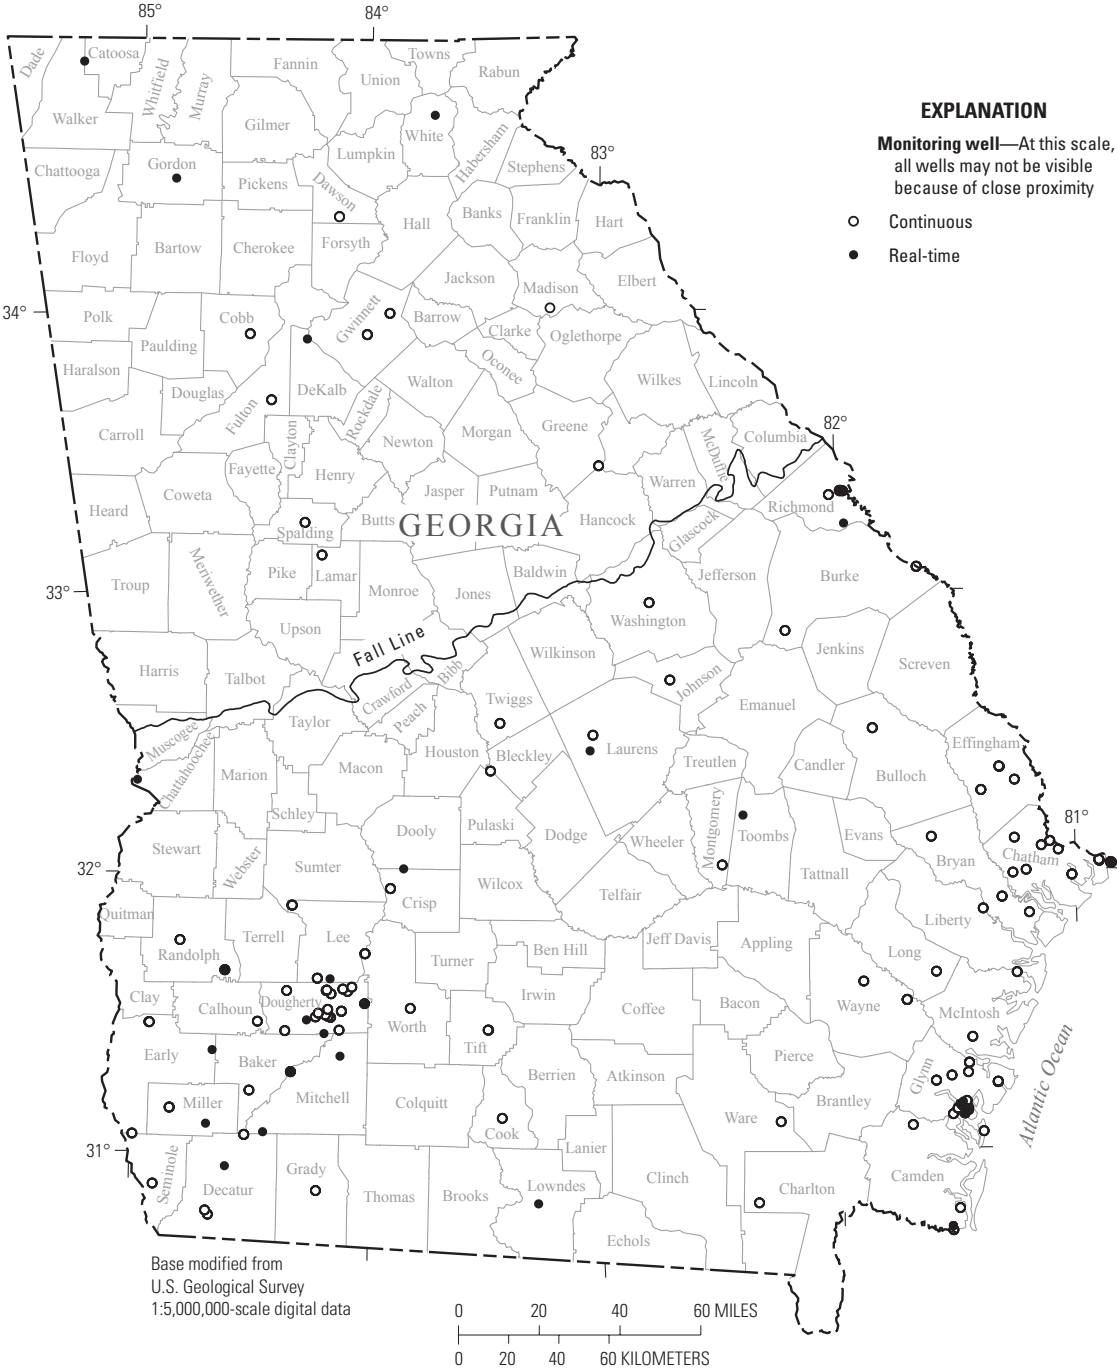 85°
84°
Dade
Catoosa
Whitfield
Murray
Fannin
Union
Towns
Rabun
Walker
Gilmer
White
Lumpkin
Habersham
83°
Chattooga
Gordon
Pickens
Dawson
Stephens
Hall
Banks
Franklin
Hart
Floyd
Bartow
Cherokee
Forsyth
Jackson
Madison
Elbert
34°
Polk
Cobb
Gwinnett
Barrow
Clarke
Oglethorpe
Paulding
Haralson
Oconee
Douglas
DeKalb
Walton
Wilkes
Lincoln
Fulton
Rockdale
Carroll
Clayton
Newton
Morgan
Greene
McDuffie
Columbia
82°
Fayette
Henry
Coweta
Jasper
Putnam
Warren
Heard
Spalding
Butts
GEORGIA
Hancock
Richmond
Glascock
33°
Troup
Meriwether
Pike
Lamar
Monroe
Jones
Baldwin
Jefferson
Burke
Upson
Fall Line
Washington
Harris
Talbot
Crawford
Bibb
Wilkinson
Johnson
Jenkins
Screven
Muscogee
Chattahoochee
Taylor
Peach
Twiggs
Emanuel
Marion
Macon
Houston
Bleckley
Laurens
Treutlen
Candler
Bulloch
Effingham
Schley
Dooly
Pulaski
Dodge
Wheeler
Montgomery
Toombs
Evans
81°
Stewart
Webster
Sumter
Tattnall
Bryan
Chatham
32°
Crisp
Wilcox
Telfair
Quitman
Randolph
Terrell
Lee
Turner
Ben Hill
Jeff Davis
Appling
Long
Liberty
Clay
Calhoun
Dougherty
Worth
Irwin
Coffee
Bacon
Wayne
McIntosh
Tift
Early
Baker
Mitchell
Berrien
Atkinson
Pierce
Glynn
Atlantic Ocean
Miller
Colquitt
Cook
Ware
Brantley
31°
Lanier
Seminole
Decatur
Grady
Thomas
Brooks
Lowndes
Clinch
Charlton
Camden
Echols
EXPLANATION
Monitoring well—At this scale,
all wells may not be visible
because of close proximity
Continuous
Real-time
Base modified from
U.S. Geological Survey
1:5,000,000-scale digital data
0 20 40 60 MILES
0 20 40 60 KILOMETERS